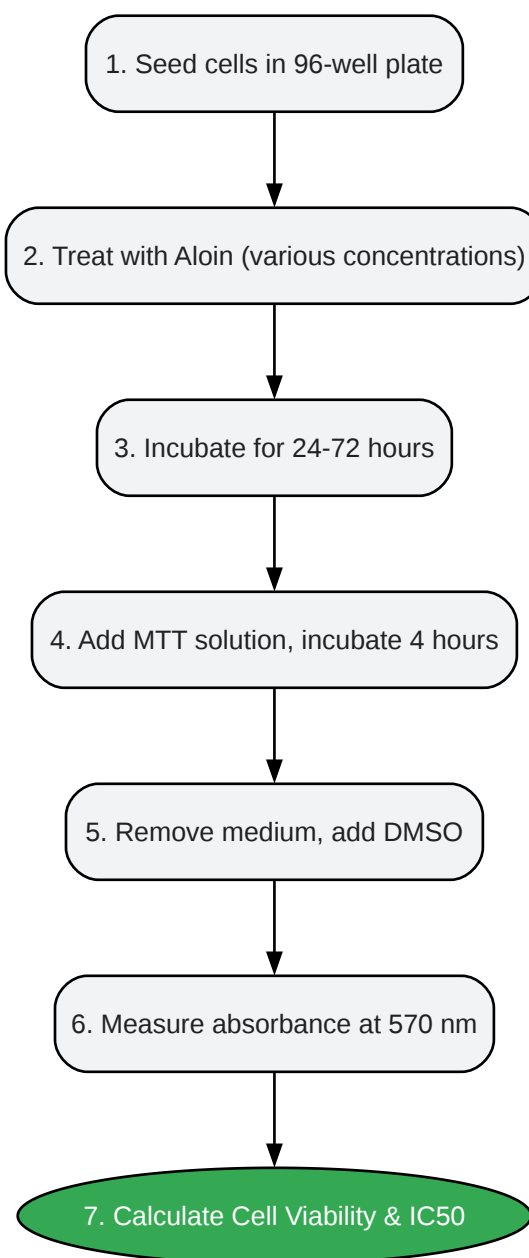 1. Seed cells in 96-well plate
2. Treat with Aloin (various concentrations)
3. Incubate for 24-72 hours
4. Add MTT solution, incubate 4 hours
5. Remove medium, add DMSO
6. Measure absorbance at 570 nm
7. Calculate Cell Viability & IC50